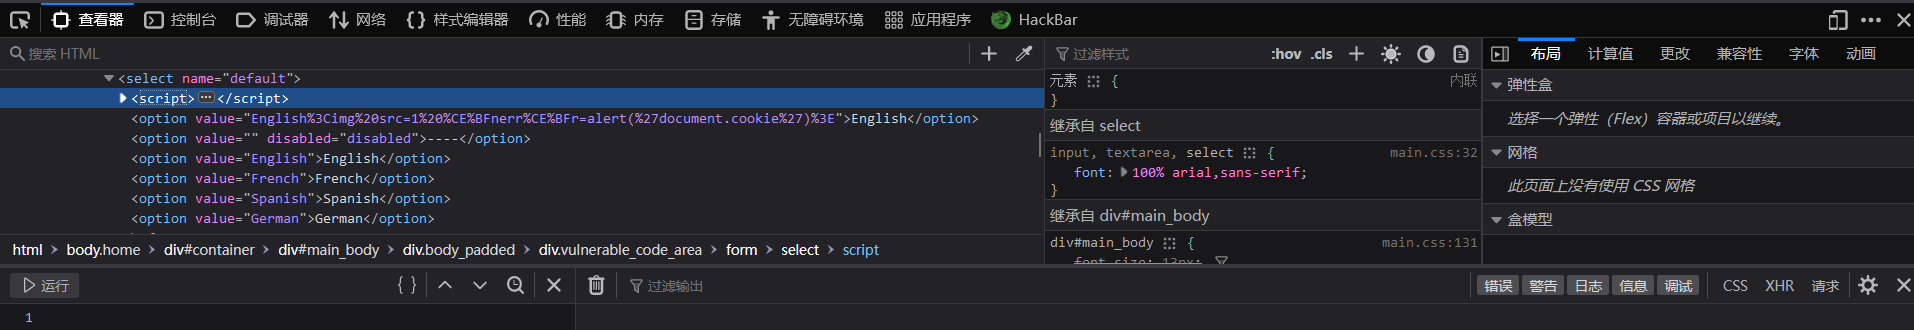 查看器 控制台 调试器 网络 样式编辑器 性能 内存 存储 无障碍环境 应用程序 HackBar
搜索 HTML
<select name="default">
<script></script>
<option value="English%3Cimg%20src=1%20%CE%BFnerr%CE%BFr=alert(%27document.cookie%27)%3E">English</option>
<option value="" disabled="disabled">----</option>
<option value="English">English</option>
<option value="French">French</option>
<option value="Spanish">Spanish</option>
<option value="German">German</option>
html body.home div#container div#main_body div.body_padded div.vulnerable_code_area form select script
过滤样式 :hov .cls
元素 { 内联
}
继承自 select
input, textarea, select { main.css:32
font: 100% arial,sans-serif;
}
继承自 div#main_body
div#main_body { main.css:131
font-size: 13px;
布局 计算值 更改 兼容性 字体 动画
弹性盒
选择一个弹性（Flex）容器或项目以继续。
网格
此页面上没有使用 CSS 网格
盒模型
运行 { } 过滤输出 错误 警告 日志 信息 调试 CSS XHR 请求
1